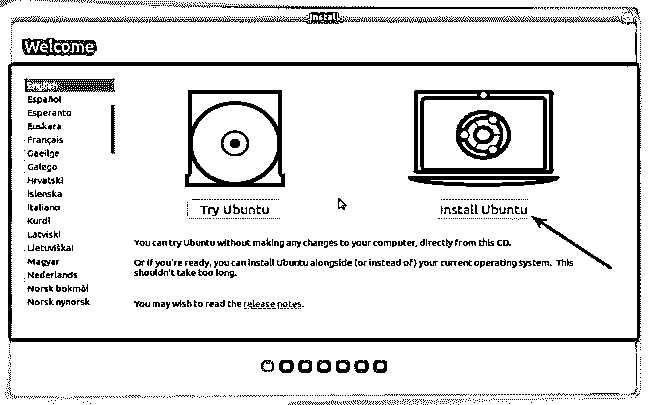 Install
Welcome
English
Español
Esperanto
Euskara
Français
Gaeilge
Galego
Hrvatski
Íslenska
Italiano
Kurdî
Latviski
Lietuviškai
Magyar
Nederlands
Norsk bokmål
Norsk nynorsk
Try Ubuntu
Install Ubuntu
You can try Ubuntu without making any changes to your computer, directly from this CD.
Or if you're ready, you can install Ubuntu alongside (or instead of) your current operating system. This
shouldn't take too long.
You may wish to read the release notes.